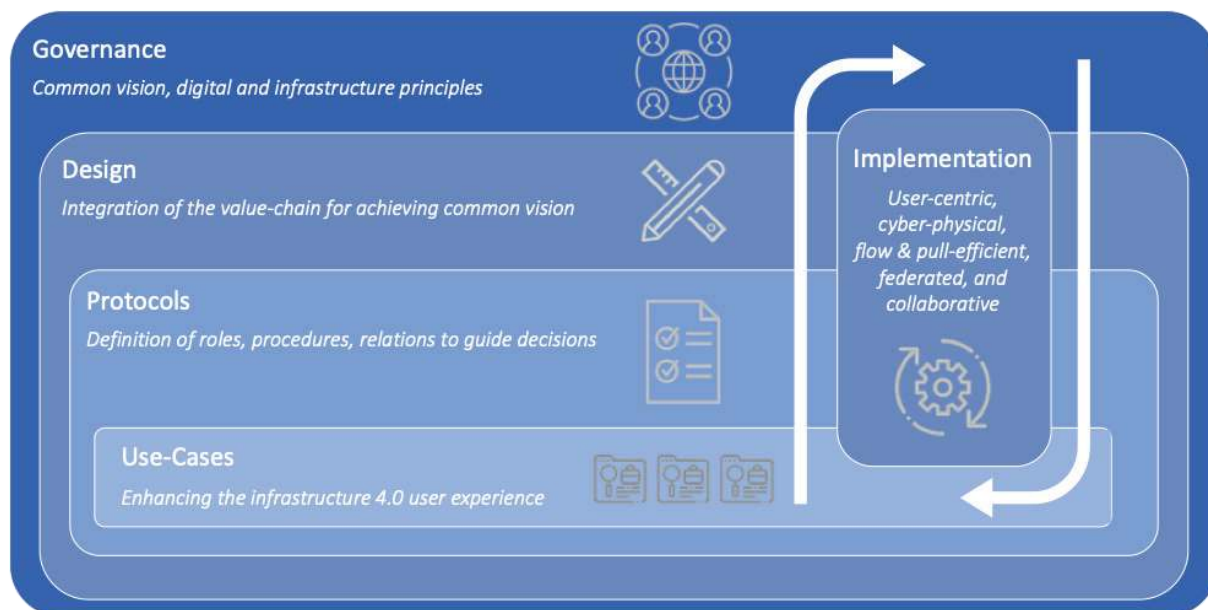 Governance
Common vision, digital and infrastructure principles
Design
Integration of the value-chain for achieving common vision
Protocols
Definition of roles, procedures, relations to guide decisions
Use-Cases
Enhancing the infrastructure 4.0 user experience
Implementation
User-centric,
cyber-physical,
flow & pull-efficient,
federated, and
collaborative